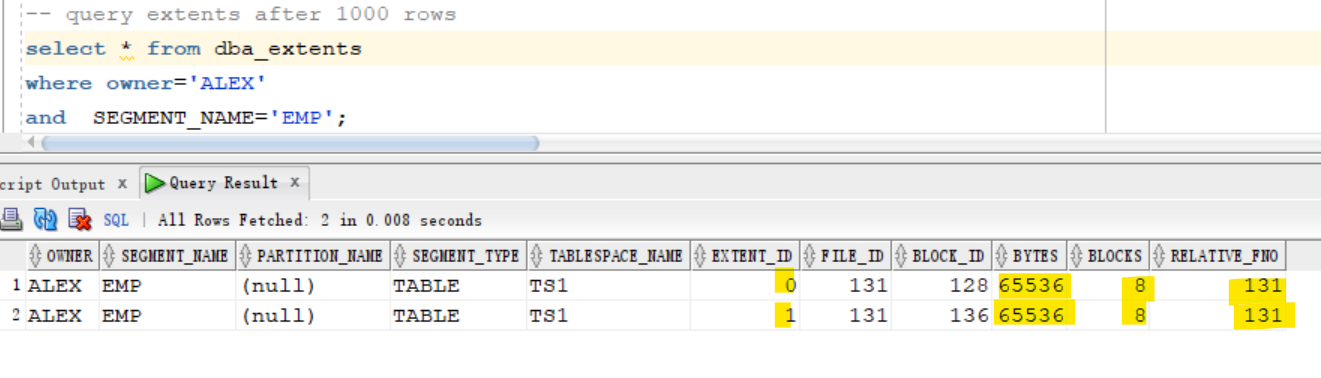 -- query extents after 1000 rows
select * from dba_extents
where owner='ALEX'
and  SEGMENT_NAME='EMP';
cript Output x Query Result x
SQL | All Rows Fetched: 2 in 0.008 seconds
OWNER SEGMENT_NAME PARTITION_NAME SEGMENT_TYPE TABLESPACE_NAME EXTENT_ID FILE_ID BLOCK_ID BYTES BLOCKS RELATIVE_FNO
1 ALEX EMP (null) TABLE TS1 0 131 128 65536 8 131
2 ALEX EMP (null) TABLE TS1 1 131 136 65536 8 131